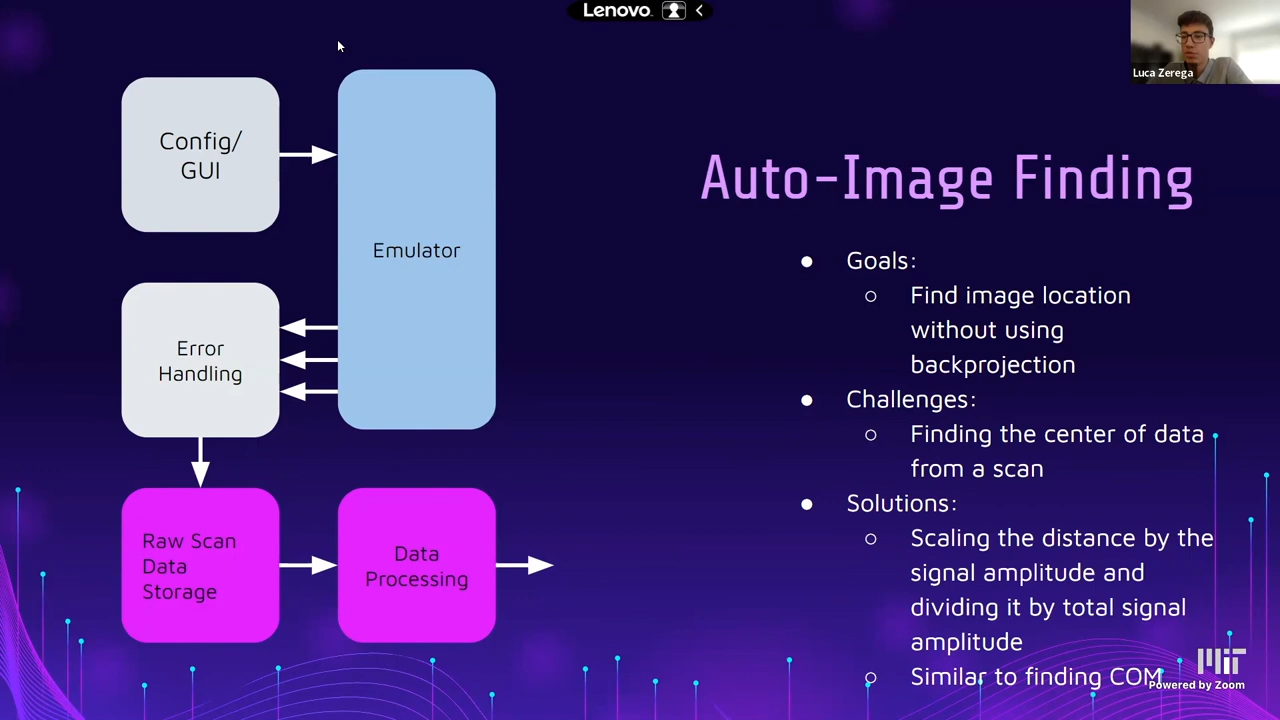 Lenovo
Luca Zerega
Config/
GUI
Emulator
Error
Handling
Raw Scan
Data
Storage
Data
Processing
Auto-Image Finding
Goals:
Find image location
without using
backprojection
Challenges:
Finding the center of data
from a scan
Solutions:
Scaling the distance by the
signal amplitude and
dividing it by total signal
amplitude
Similar to finding COM
MIT
Powered by Zoom